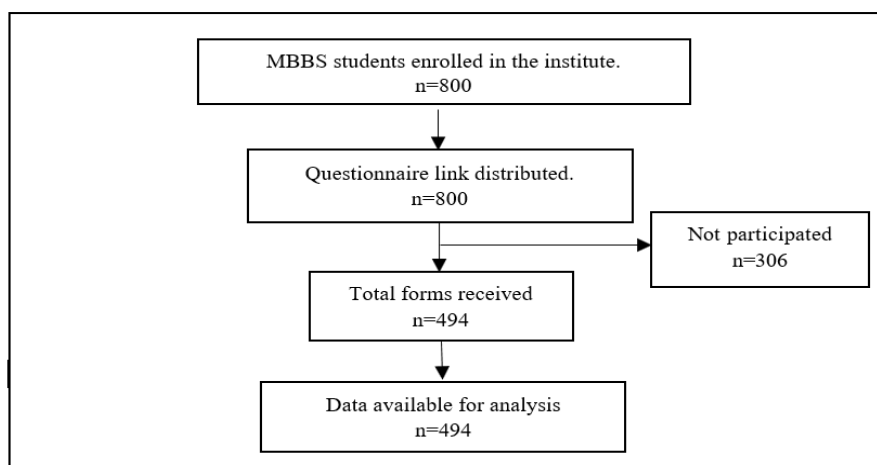 MBBS students enrolled in the institute.
n=800
Questionnaire link distributed.
n=800
Not participated
n=306
Total forms received
n=494
Data available for analysis
n=494